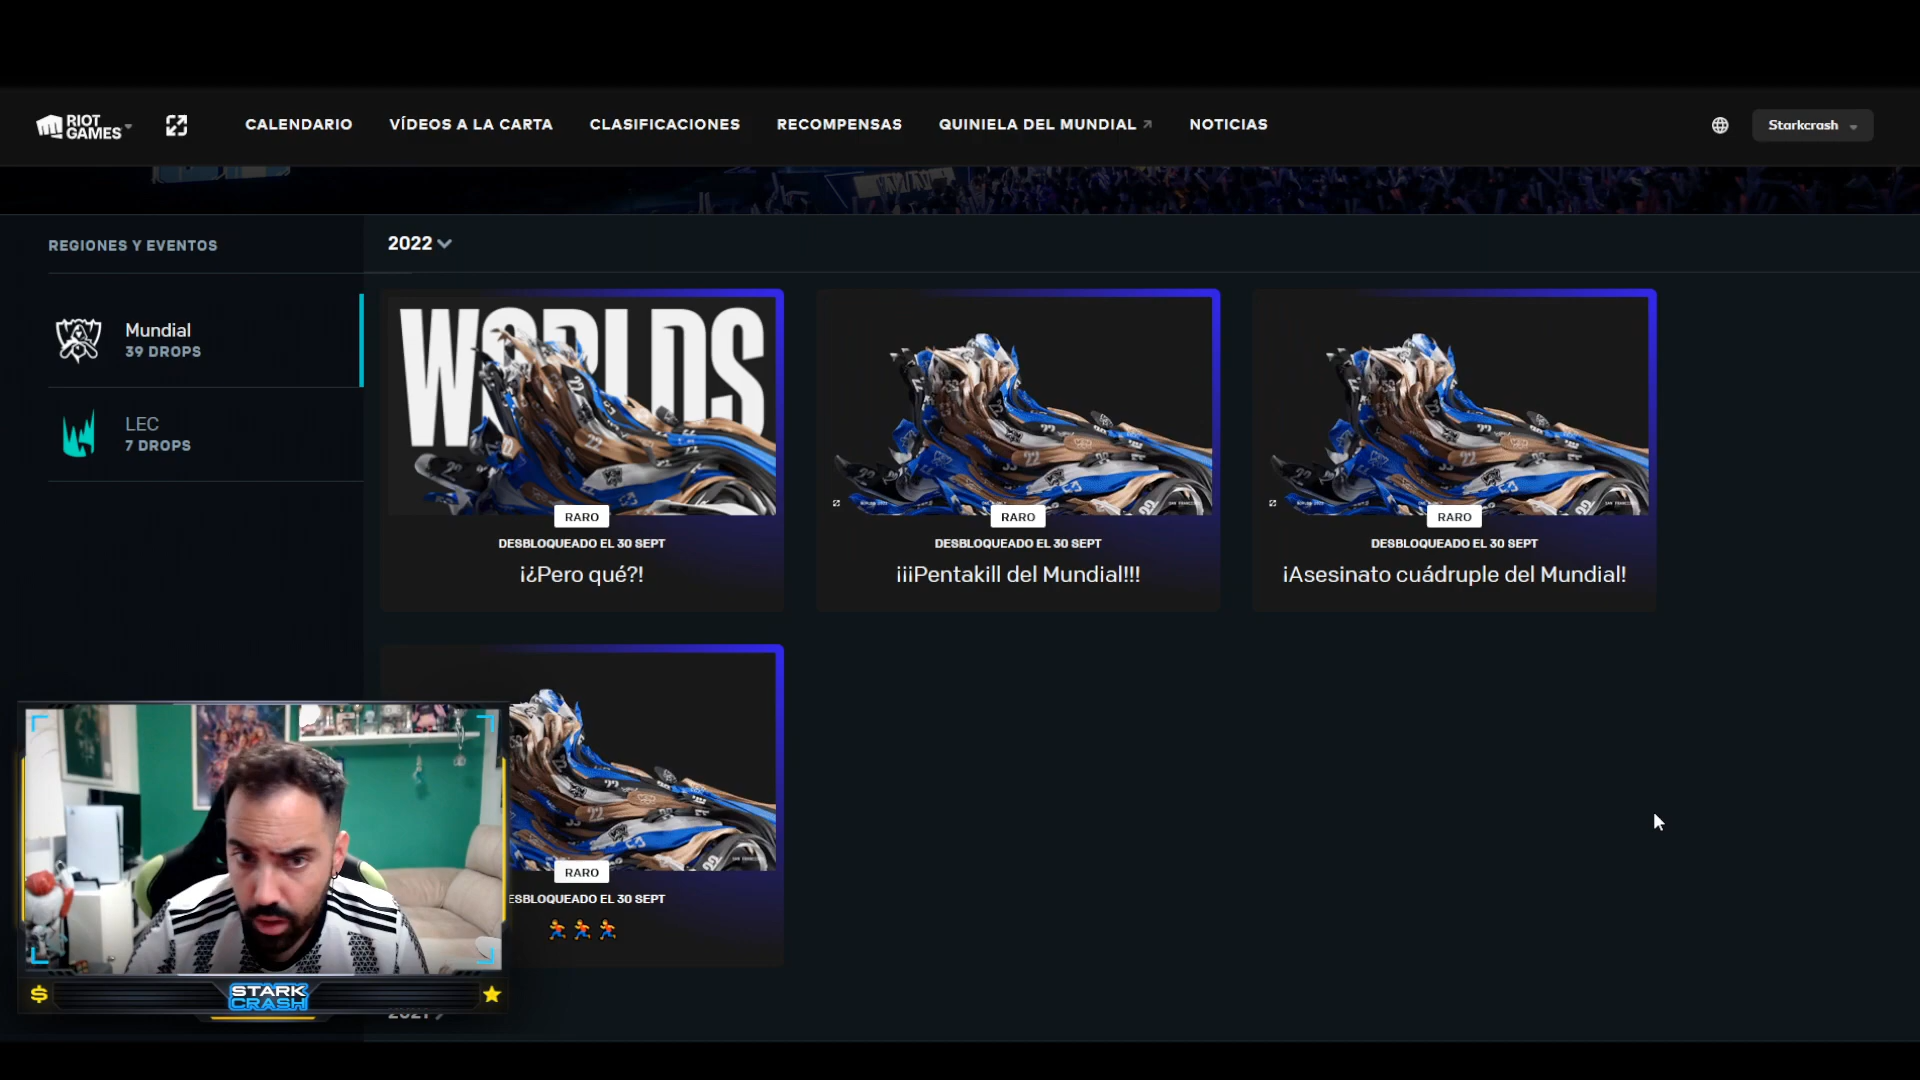 RIOT GAMES
CALENDARIO
VÍDEOS A LA CARTA
CLASIFICACIONES
RECOMPENSAS
QUINIELA DEL MUNDIAL
NOTICIAS
Starkcrash
REGIONES Y EVENTOS
Mundial
39 DROPS
LEC
7 DROPS
2022
WORLDS
RARO
DESBLOQUEADO EL 30 SEPT
¡¿Pero qué?!
RARO
DESBLOQUEADO EL 30 SEPT
¡¡¡Pentakill del Mundial!!!
RARO
DESBLOQUEADO EL 30 SEPT
¡Asesinato cuádruple del Mundial!
RARO
ESBLOQUEADO EL 30 SEPT
2021
STARK
CRASH